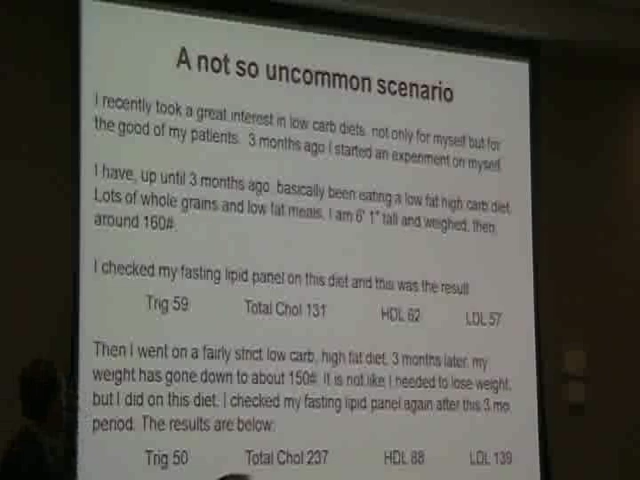 A not so uncommon scenario
I recently took a great interest in low carb diets, not only for myself but for
the good of my patients. 3 months ago I started an experiment on myself.
I have, up until 3 months ago, basically been eating a low fat high carb diet.
Lots of whole grains and low fat meals. I am 6' 1" tall and weighed, then,
around 160#.
I checked my fasting lipid panel on this diet and this was the result
Trig 59 Total Chol 131 HDL 62 LDL 57
Then I went on a fairly strict low carb, high fat diet. 3 months later, my
weight has gone down to about 150#. It is not like I needed to lose weight,
but I did on this diet. I checked my fasting lipid panel again after this 3 mo
period. The results are below:
Trig 50 Total Chol 237 HDL 88 LDL 139